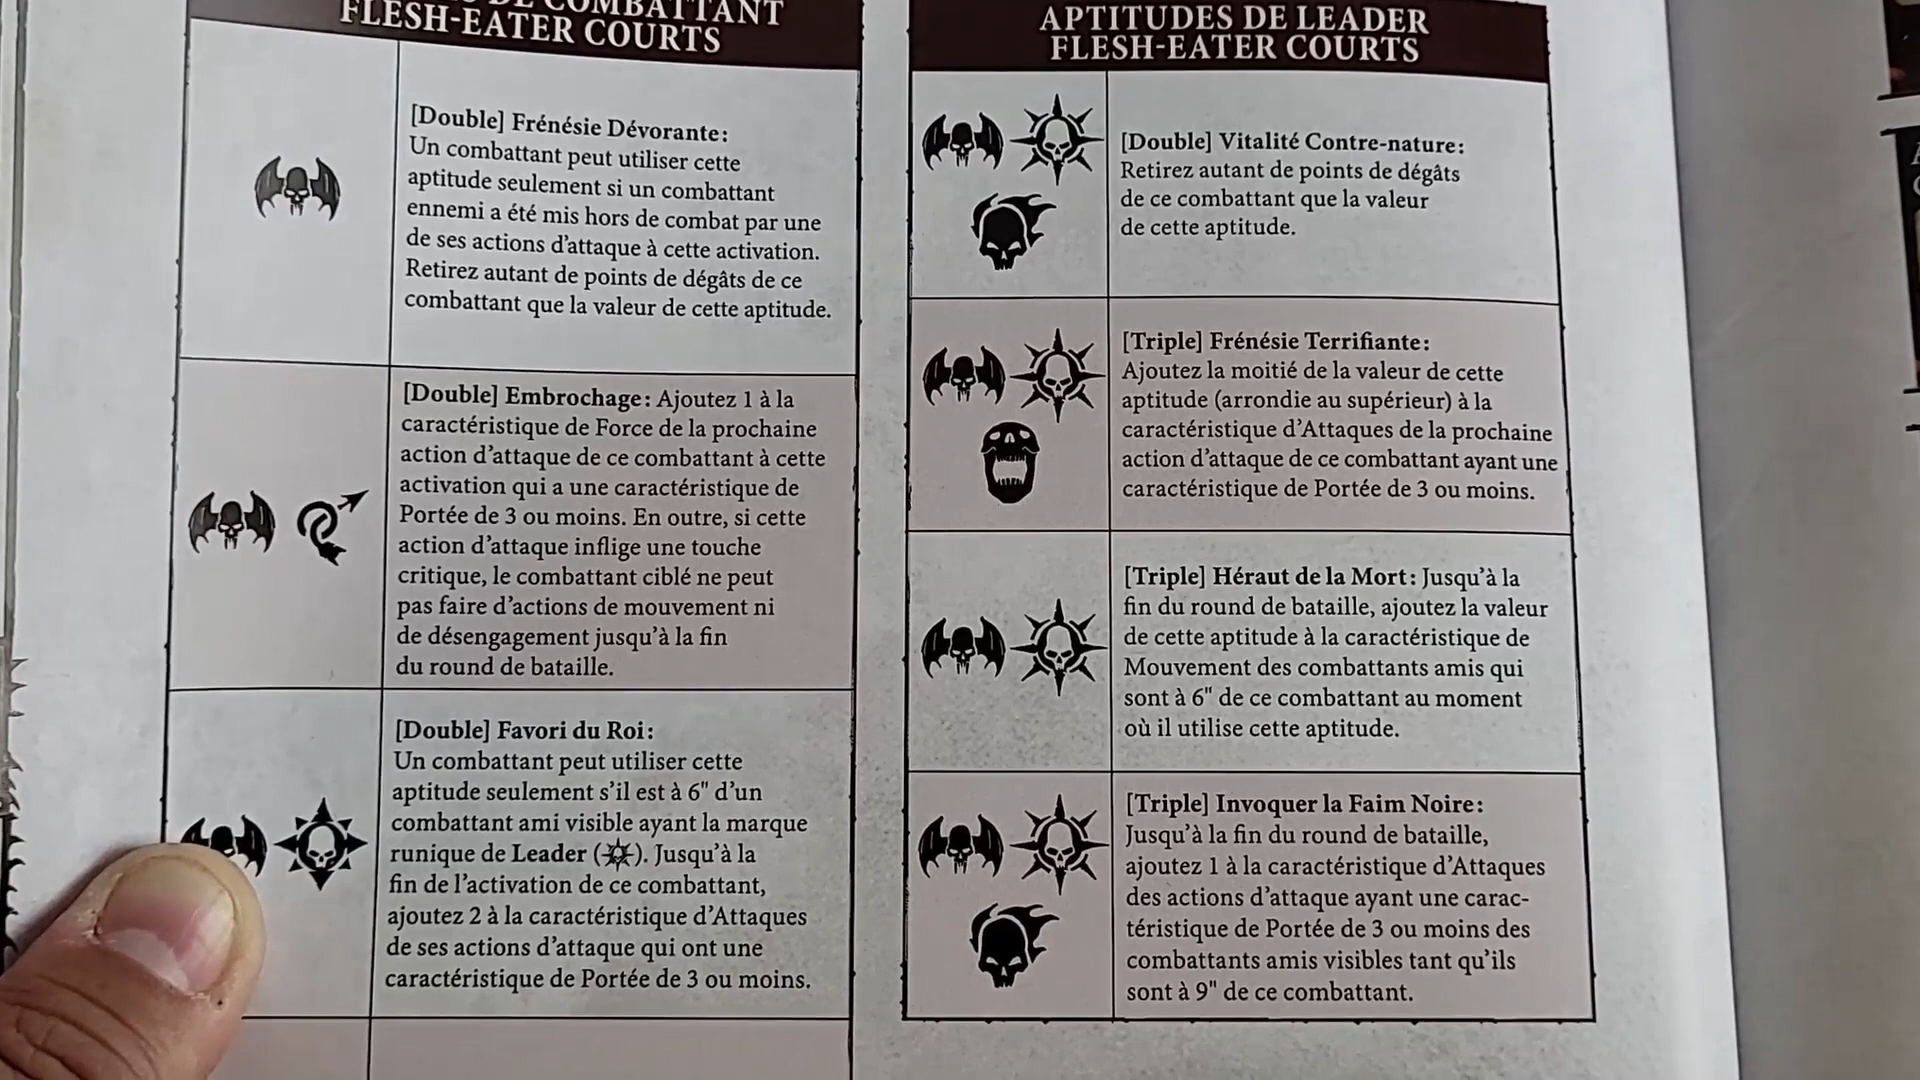 DE COMBATTANT
FLESH-EATER COURTS
[Double] Frénésie Dévorante :
Un combattant peut utiliser cette
aptitude seulement si un combattant
ennemi a été mis hors de combat par une
de ses actions d'attaque à cette activation.
Retirez autant de points de dégâts de ce
combattant que la valeur de cette aptitude.
[Double] Embrochage : Ajoutez 1 à la
caractéristique de Force de la prochaine
action d'attaque de ce combattant à cette
activation qui a une caractéristique de
Portée de 3 ou moins. En outre, si cette
action d'attaque inflige une touche
critique, le combattant ciblé ne peut
pas faire d'actions de mouvement ni
de désengagement jusqu'à la fin
du round de bataille.
[Double] Favori du Roi :
Un combattant peut utiliser cette
aptitude seulement s'il est à 6" d'un
combattant ami visible ayant la marque
runique de Leader (). Jusqu'à la
fin de l'activation de ce combattant,
ajoutez 2 à la caractéristique d'Attaques
de ses actions d'attaque qui ont une
caractéristique de Portée de 3 ou moins.
APTITUDES DE LEADER
FLESH-EATER COURTS
[Double] Vitalité Contre-nature :
Retirez autant de points de dégâts
de ce combattant que la valeur
de cette aptitude.
[Triple] Frénésie Terrifiante :
Ajoutez la moitié de la valeur de cette
aptitude (arrondie au supérieur) à la
caractéristique d'Attaques de la prochaine
action d'attaque de ce combattant ayant une
caractéristique de Portée de 3 ou moins.
[Triple] Héraut de la Mort : Jusqu'à la
fin du round de bataille, ajoutez la valeur
de cette aptitude à la caractéristique de
Mouvement des combattants amis qui
sont à 6" de ce combattant au moment
où il utilise cette aptitude.
[Triple] Invoquer la Faim Noire :
Jusqu'à la fin du round de bataille,
ajoutez 1 à la caractéristique d'Attaques
des actions d'attaque ayant une carac-
téristique de Portée de 3 ou moins des
combattants amis visibles tant qu'ils
sont à 9" de ce combattant.